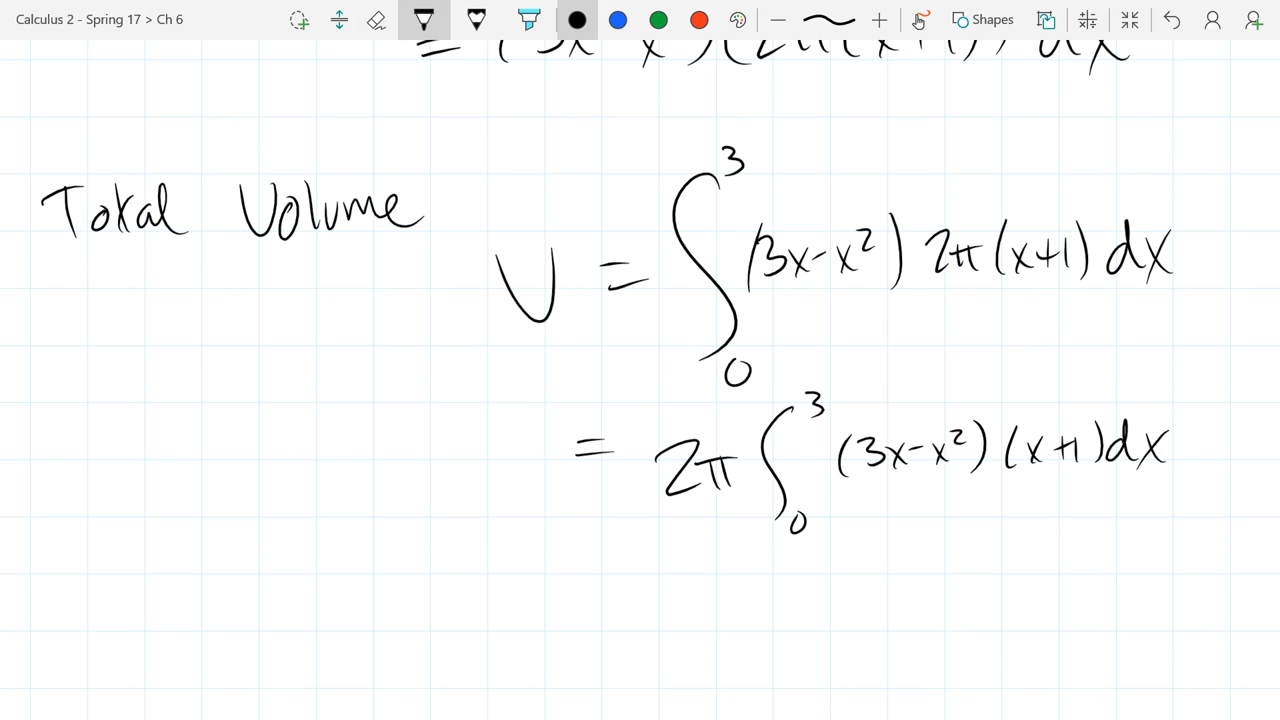 Calculus 2 - Spring 17 > Ch 6
Shapes
Total Volume
V = ∫₀³ (3x-x²) 2π(x+1) dx
= 2π ∫₀³ (3x-x²) (x+1)dx